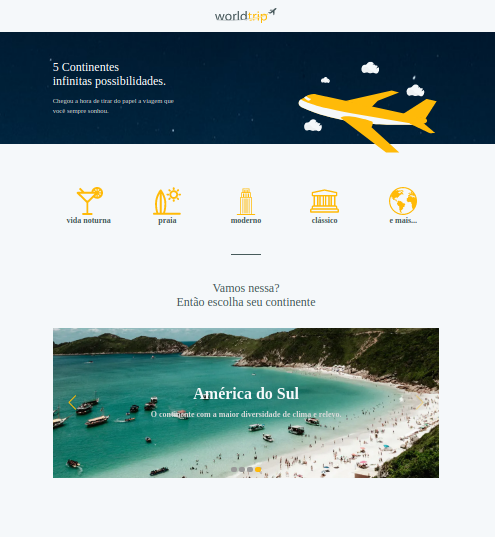 worldtrip
5 Continentes
infinitas possibilidades.
Chegou a hora de tirar do papel a viagem que
você sempre sonhou.
vida noturna praia moderno clássico e mais...
Vamos nessa?
Então escolha seu continente
América do Sul
O continente com a maior diversidade de clima e relevo.